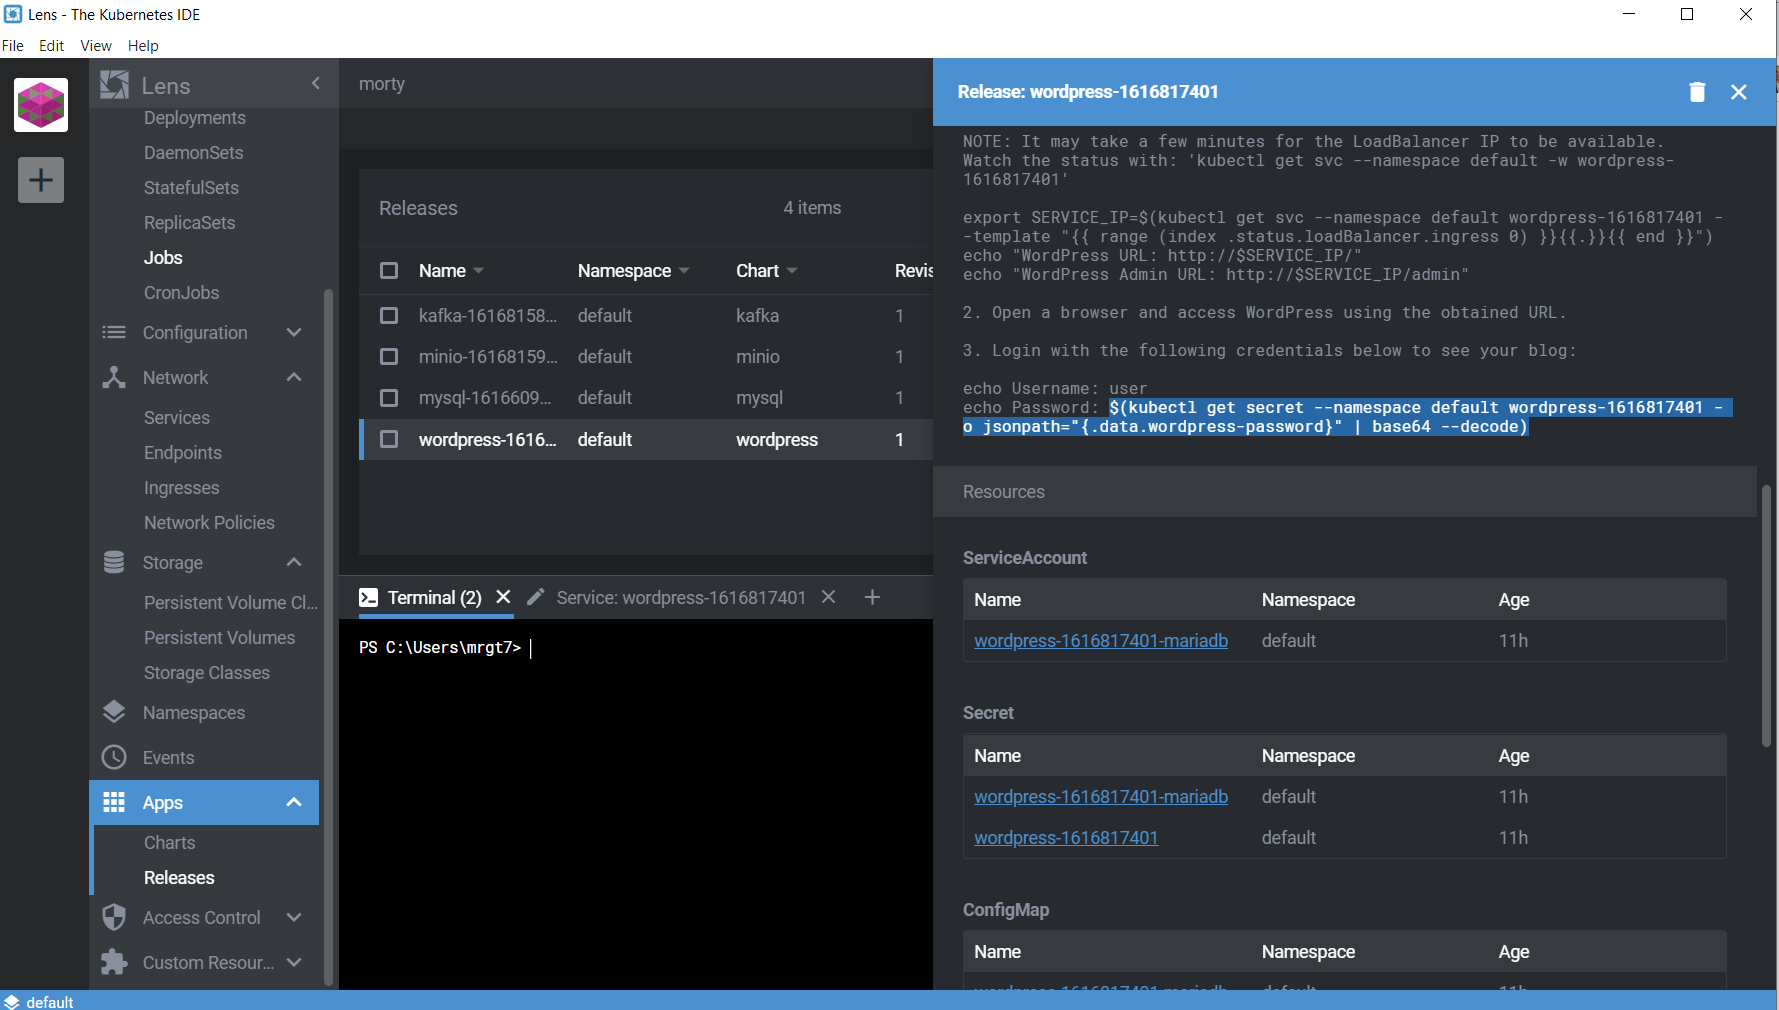 Lens - The Kubernetes IDE
File Edit View Help
Lens
Deployments
DaemonSets
StatefulSets
ReplicaSets
Jobs
CronJobs
Configuration
Network
Services
Endpoints
Ingresses
Network Policies
Storage
Persistent Volume Cl...
Persistent Volumes
Storage Classes
Namespaces
Events
Apps
Charts
Releases
Access Control
Custom Resour...
default
morty
Releases 4 items
Name Namespace Chart Revis
kafka-16168158... default kafka 1
minio-16168159... default minio 1
mysql-1616609... default mysql 1
wordpress-1616... default wordpress 1
Terminal (2) Service: wordpress-1616817401
PS C:\Users\mrgt7>
Release: wordpress-1616817401
NOTE: It may take a few minutes for the LoadBalancer IP to be available.
Watch the status with: 'kubectl get svc --namespace default -w wordpress-
1616817401'
export SERVICE_IP=$(kubectl get svc --namespace default wordpress-1616817401 -
-template "{{ range (index .status.loadBalancer.ingress 0) }}{{.}}{{ end }}")
echo "WordPress URL: http://$SERVICE_IP/"
echo "WordPress Admin URL: http://$SERVICE_IP/admin"
2. Open a browser and access WordPress using the obtained URL.
3. Login with the following credentials below to see your blog:
echo Username: user
echo Password: $(kubectl get secret --namespace default wordpress-1616817401 -
o jsonpath="{.data.wordpress-password}" | base64 --decode)
Resources
ServiceAccount
Name Namespace Age
wordpress-1616817401-mariadb default 11h
Secret
Name Namespace Age
wordpress-1616817401-mariadb default 11h
wordpress-1616817401 default 11h
ConfigMap
Name Namespace Age
wordpress-1616817401-mariadb default 11h